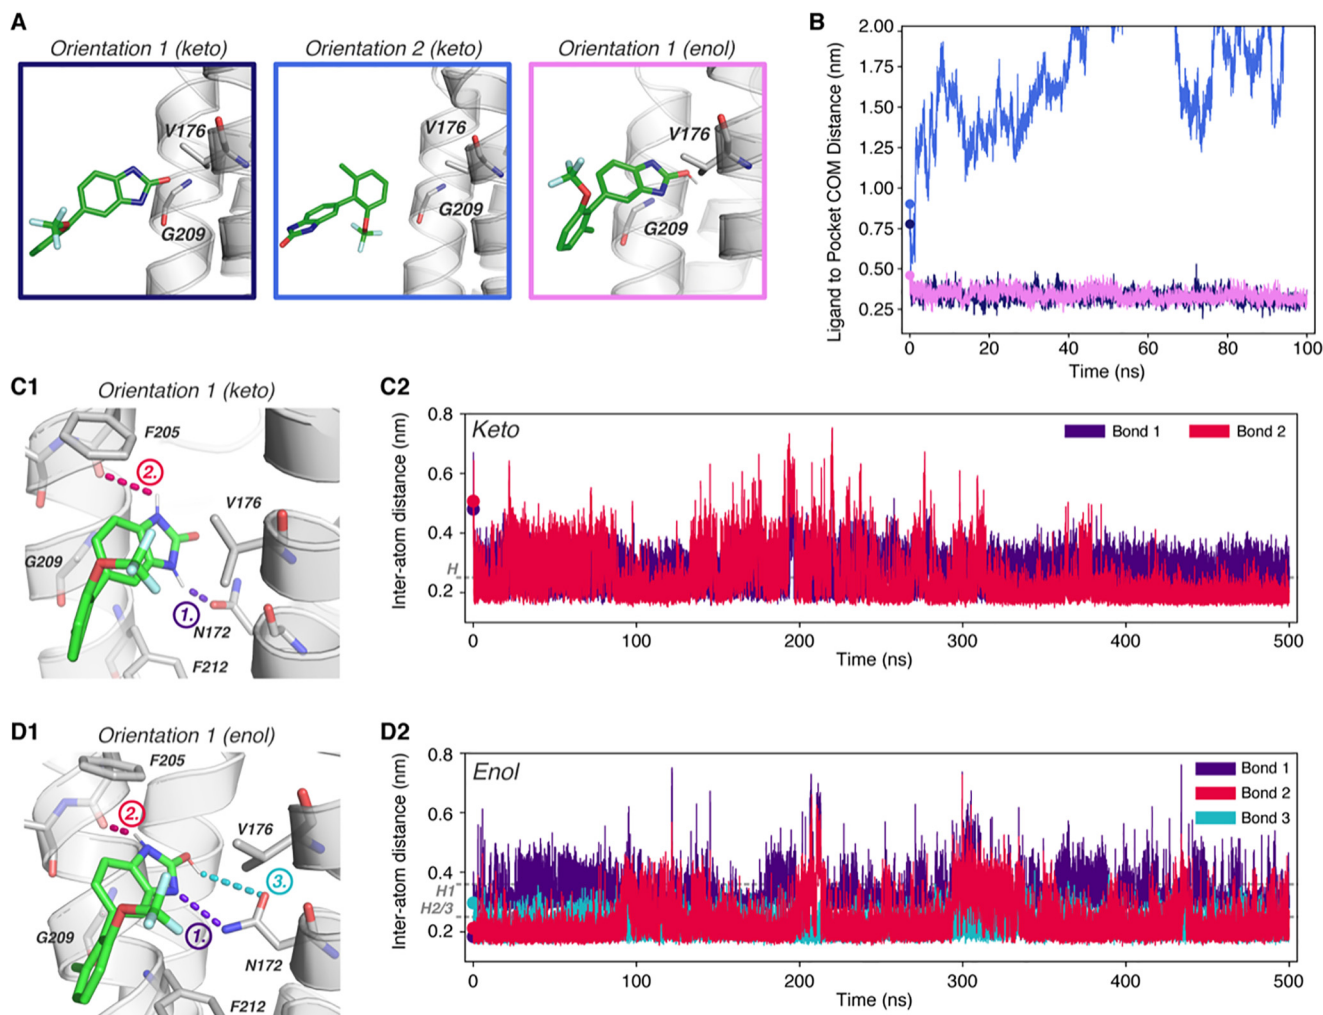 A
Orientation 1 (keto)
Orientation 2 (keto)
Orientation 1 (enol)
V176
G209
V176
G209
V176
G209
B
Ligand to Pocket COM Distance (nm)
2.00
1.75
1.50
1.25
1.00
0.75
0.50
0.25
0 20 40 60 80 100
Time (ns)
C1
Orientation 1 (keto)
F205
2.
V176
G209
1.
N172
F212
C2
Inter-atom distance (nm)
0.8
0.6
0.4
H
0.2
Keto
Bond 1
Bond 2
0 100 200 300 400 500
Time (ns)
D1
Orientation 1 (enol)
F205
2.
V176
3.
G209
1.
N172
F212
D2
Inter-atom distance (nm)
0.8
0.6
0.4
H1
H2/3
0.2
Enol
Bond 1
Bond 2
Bond 3
0 100 200 300 400 500
Time (ns)